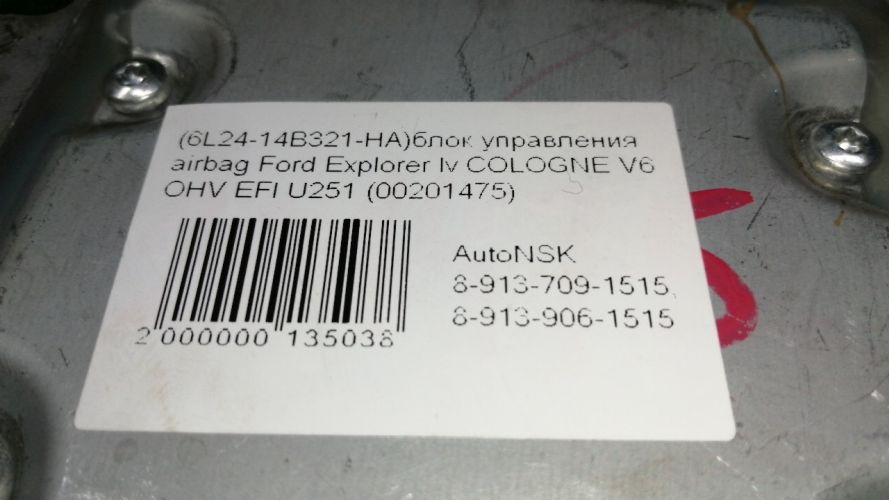 (6L24-14B321-HA)блок управления
airbag Ford Explorer Iv COLOGNE V6
OHV EFI U251 (00201475)
AutoNSK
8-913-709-1515,
8-913-906-1515
2 000000 135038